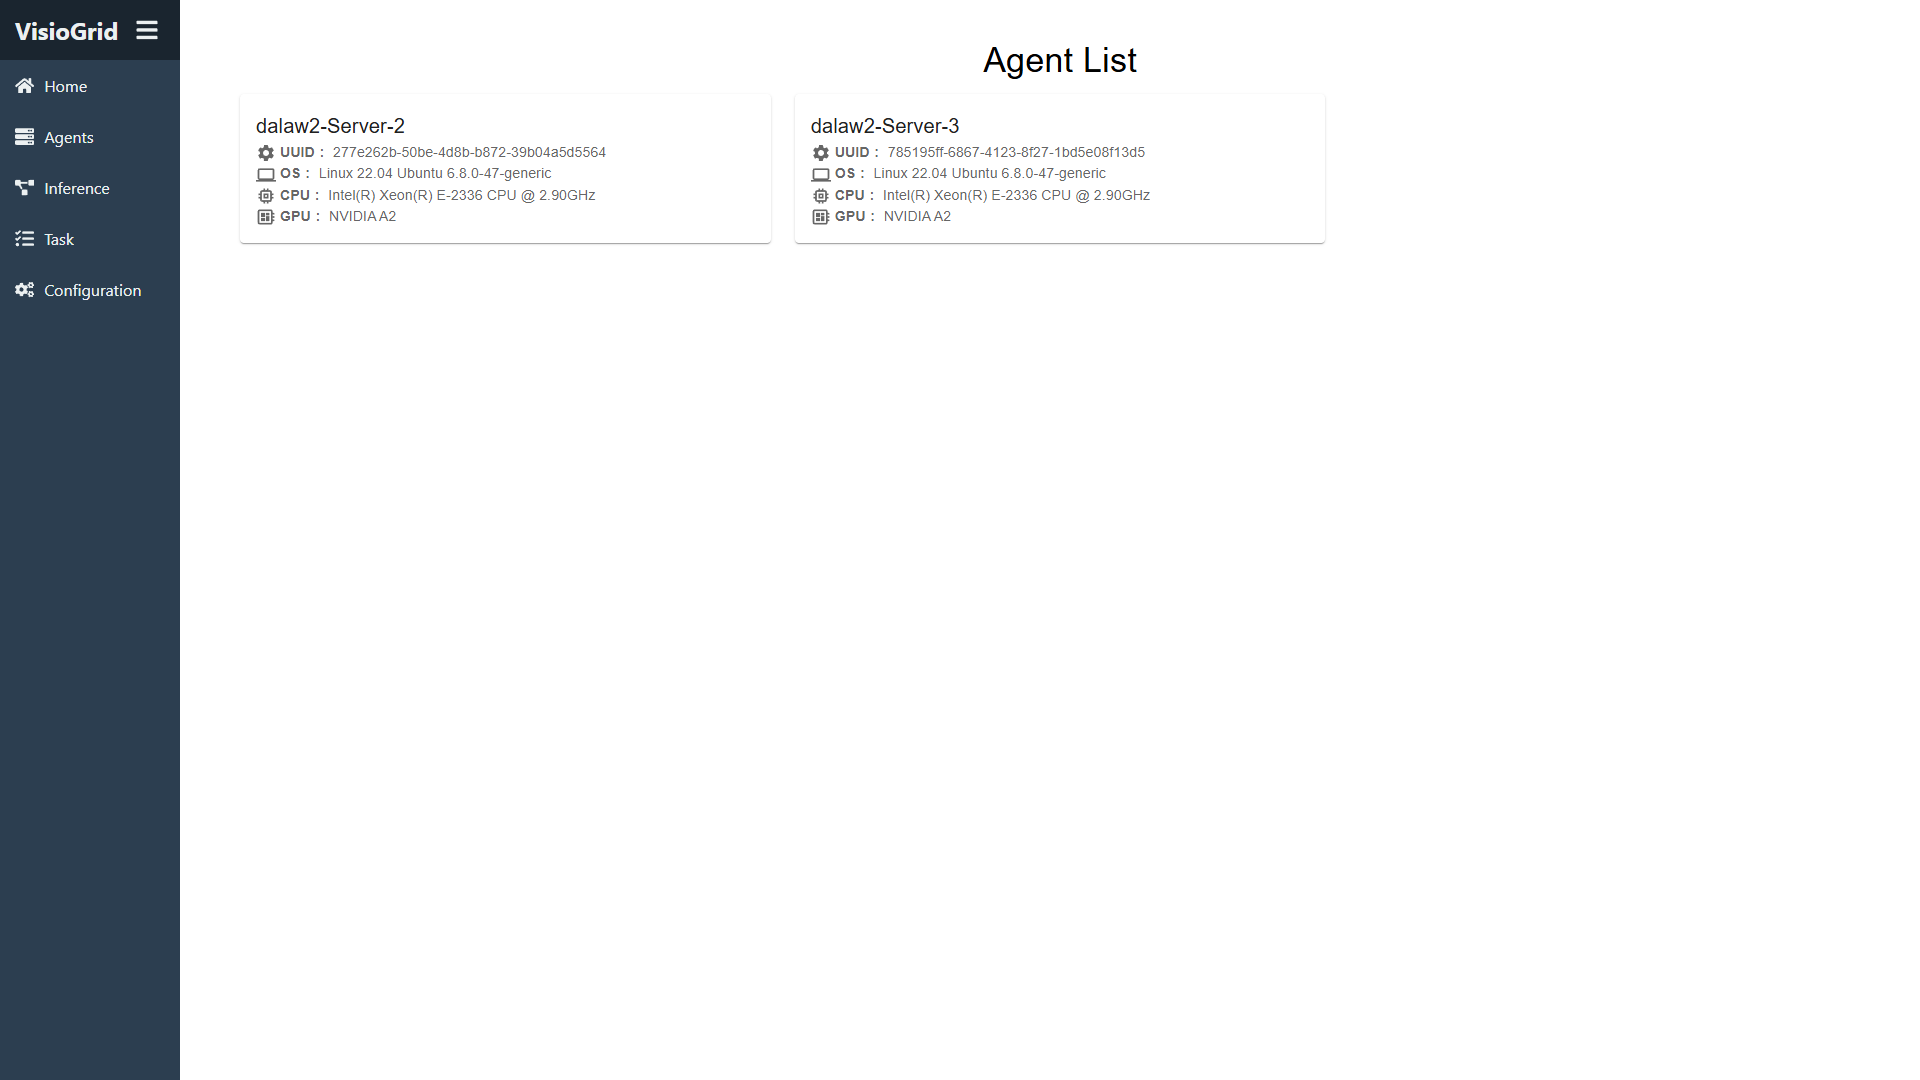 VisioGrid
Home
Agents
Inference
Task
Configuration
Agent List
dalaw2-Server-2
UUID : 277e262b-50be-4d8b-b872-39b04a5d5564
OS : Linux 22.04 Ubuntu 6.8.0-47-generic
CPU : Intel(R) Xeon(R) E-2336 CPU @ 2.90GHz
GPU : NVIDIA A2
dalaw2-Server-3
UUID : 785195ff-6867-4123-8f27-1bd5e08f13d5
OS : Linux 22.04 Ubuntu 6.8.0-47-generic
CPU : Intel(R) Xeon(R) E-2336 CPU @ 2.90GHz
GPU : NVIDIA A2